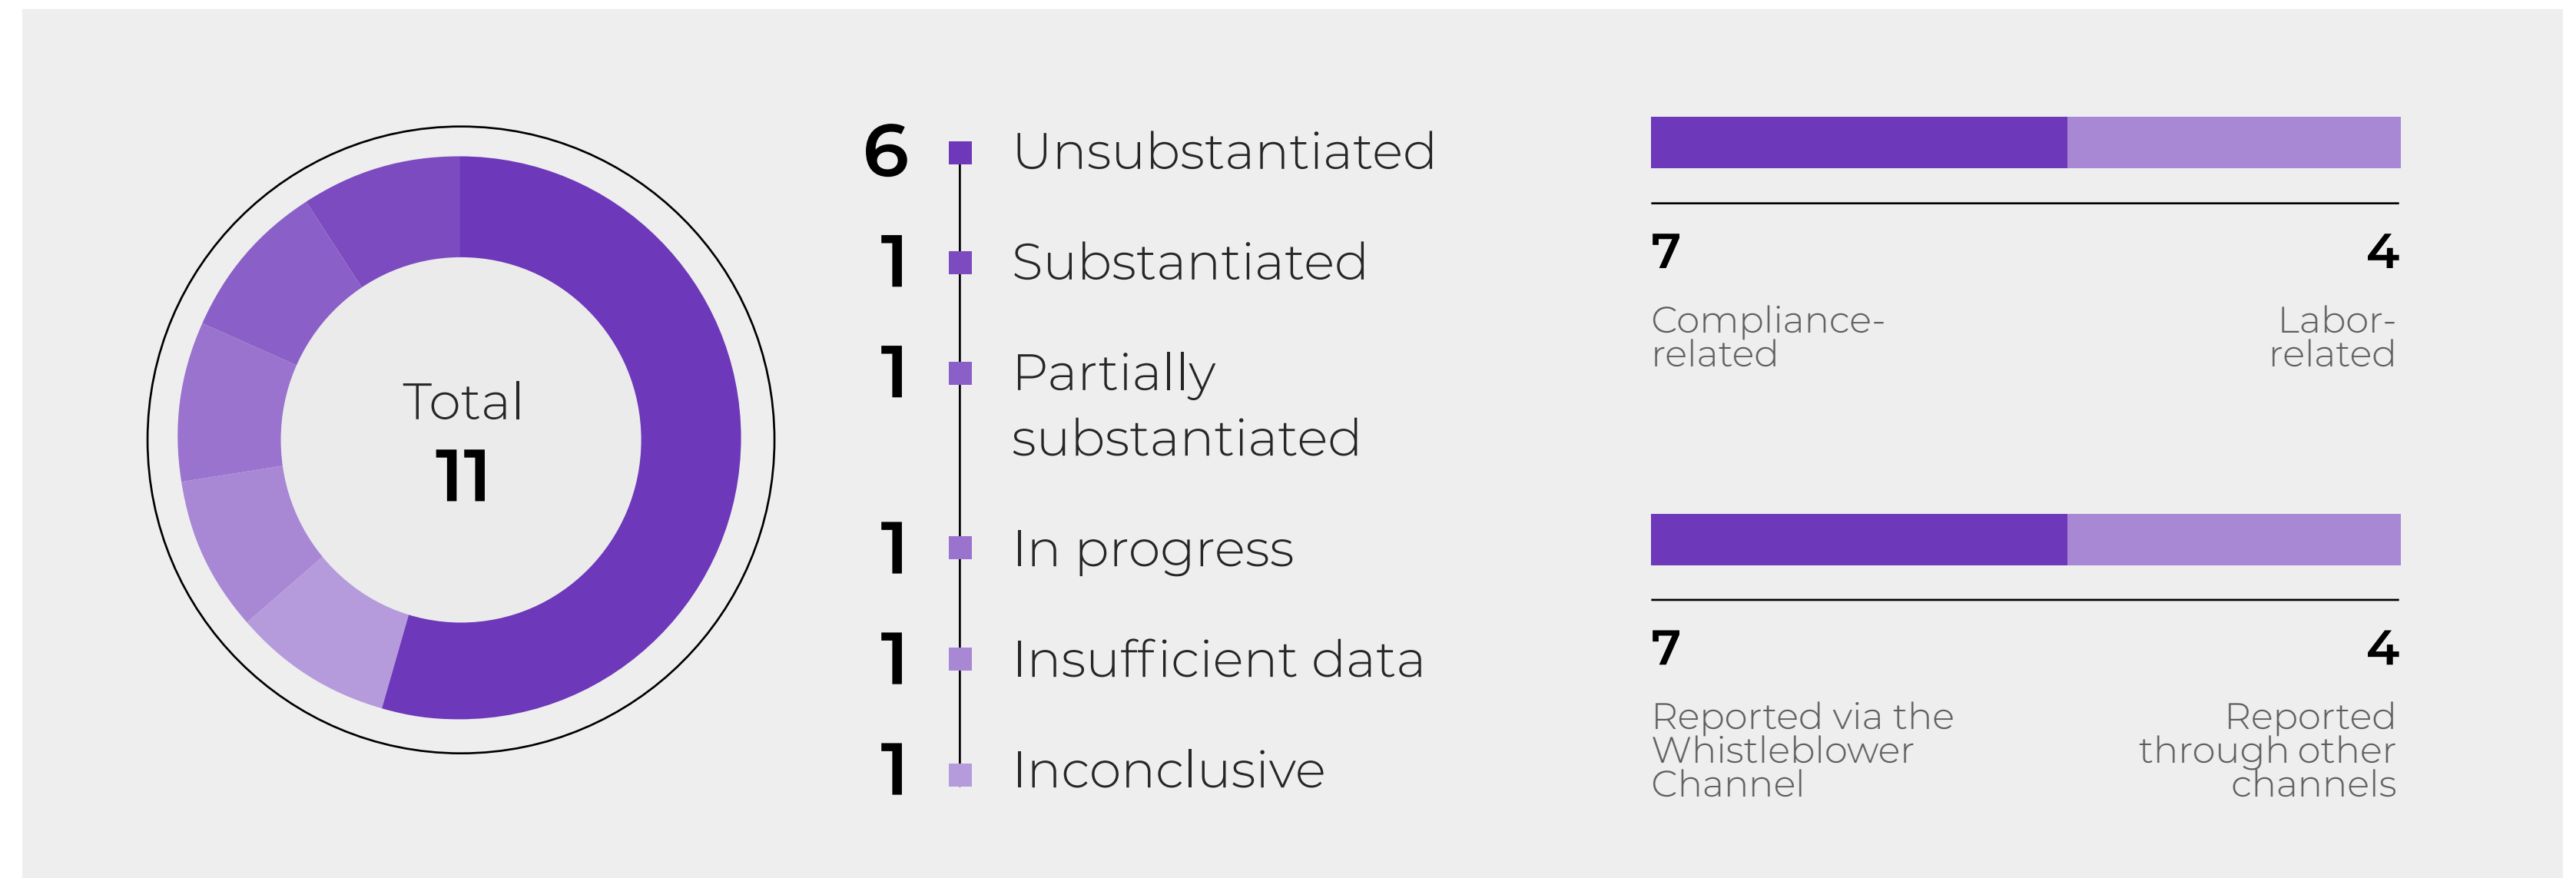 Total
11
6 Unsubstantiated
1 Substantiated
1 Partially
substantiated
1 In progress
1 Insufficient data
1 Inconclusive
7
Compliance-
related
4
Labor-
related
7
Reported via the
Whistleblower
Channel
4
Reported
through other
channels